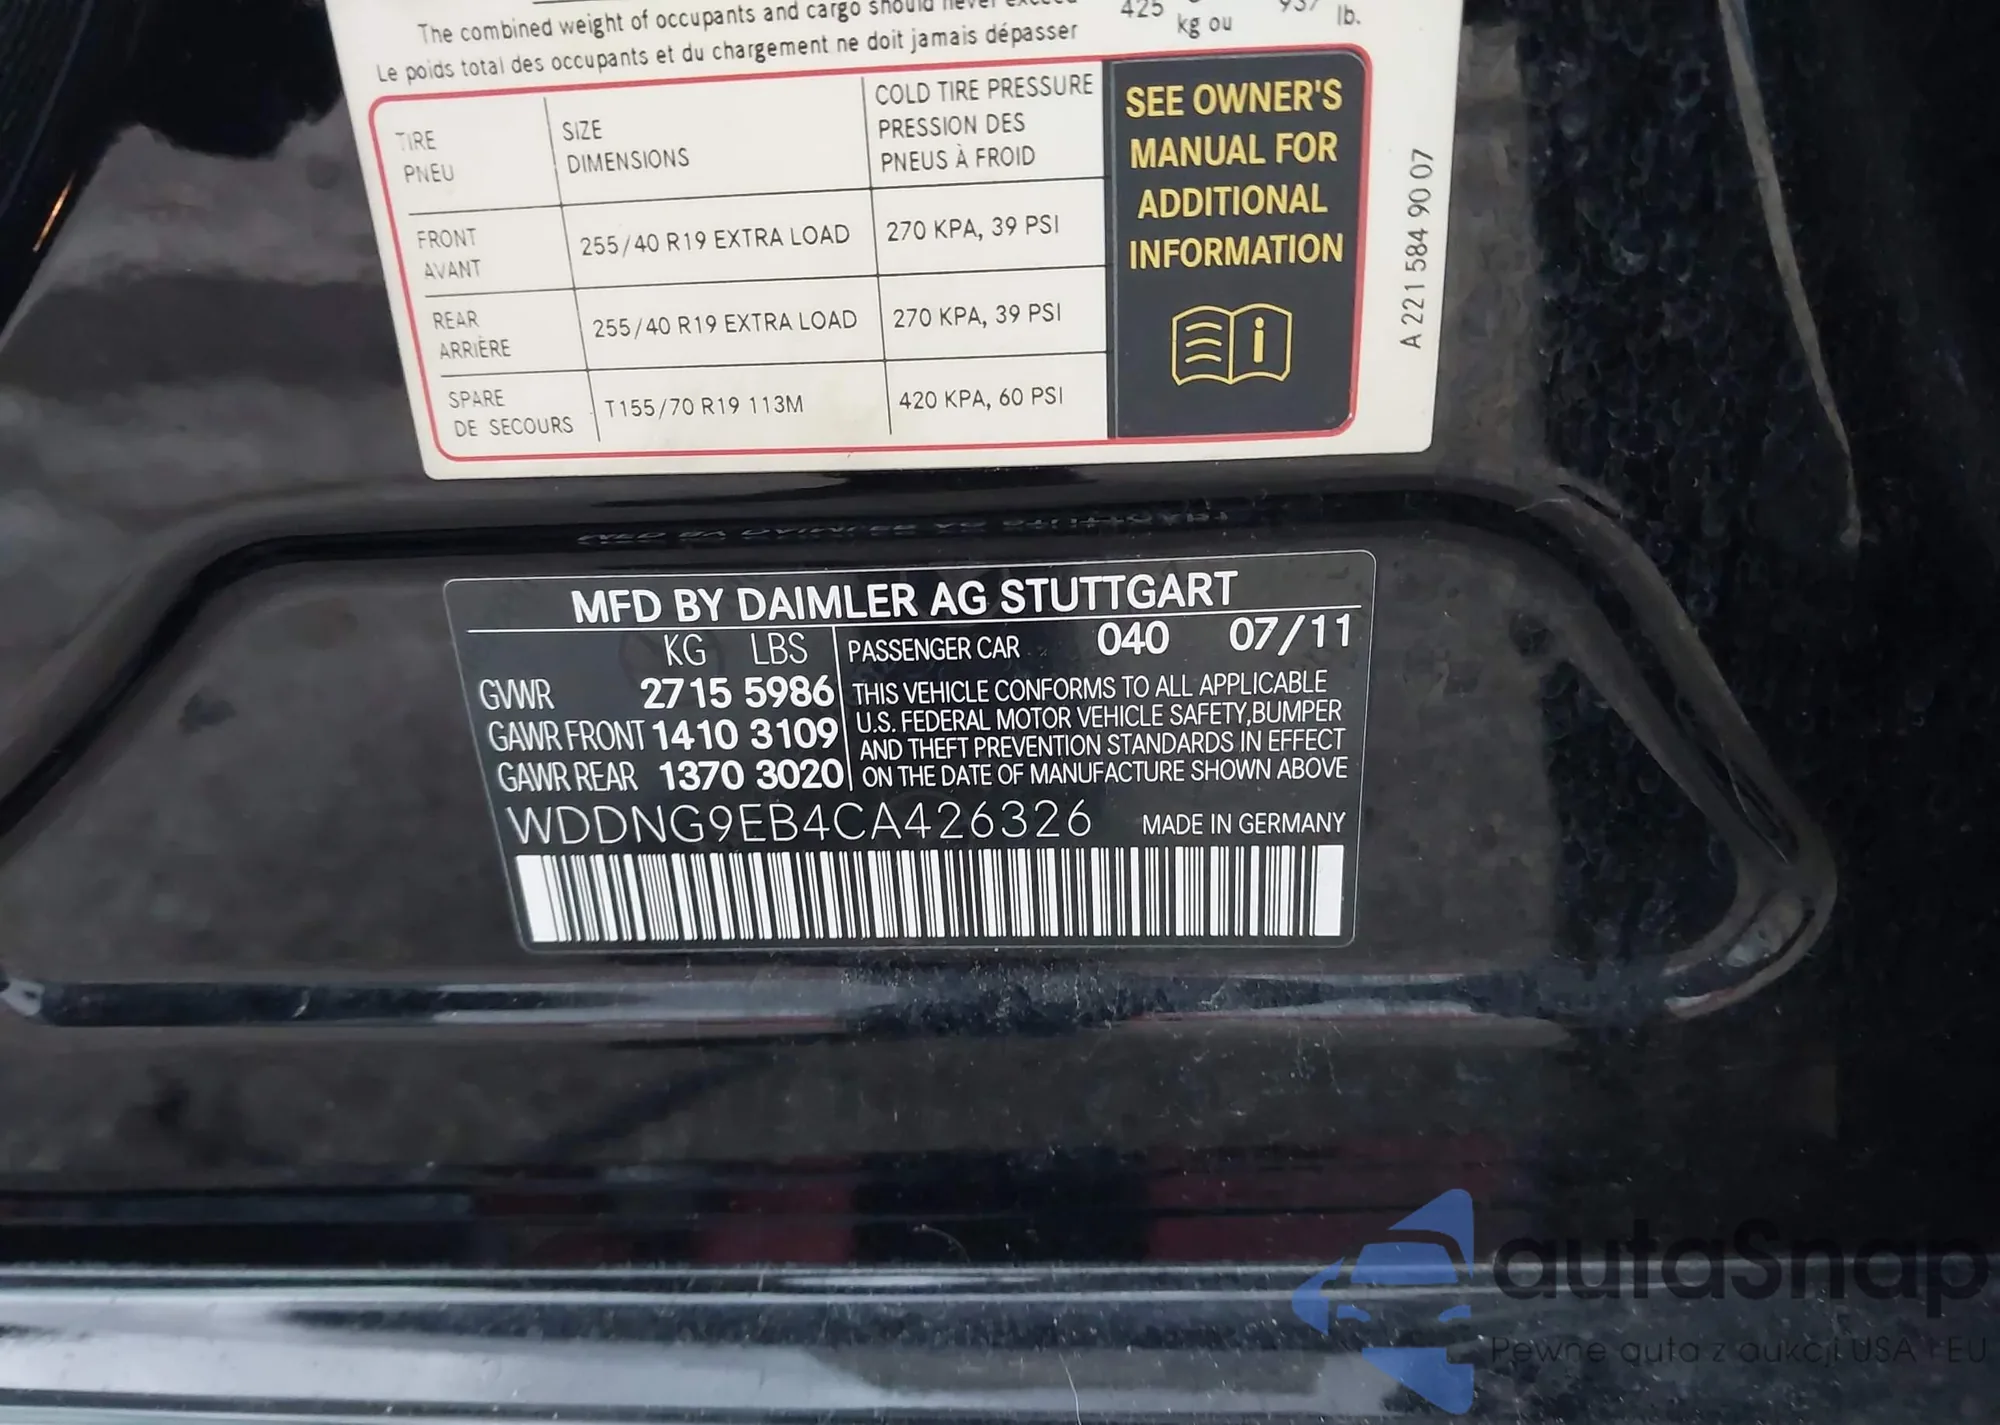 The combined weight of occupants and cargo should never exceed 425 937
Le poids total des occupants et du chargement ne doit jamais dépasser kg ou lb.
TIRE
PNEU
SIZE
DIMENSIONS
COLD TIRE PRESSURE
PRESSION DES
PNEUS À FROID
FRONT
AVANT
255/40 R19 EXTRA LOAD
270 KPA, 39 PSI
REAR
ARRIÈRE
255/40 R19 EXTRA LOAD
270 KPA, 39 PSI
SPARE
DE SECOURS
T155/70 R19 113M
420 KPA, 60 PSI
SEE OWNER'S
MANUAL FOR
ADDITIONAL
INFORMATION
A 221 584 90 07
MFD BY DAIMLER AG STUTTGART
KG LBS
GVWR 2715 5986
GAWR FRONT 1410 3109
GAWR REAR 1370 3020
PASSENGER CAR 040 07/11
THIS VEHICLE CONFORMS TO ALL APPLICABLE
U.S. FEDERAL MOTOR VEHICLE SAFETY,BUMPER
AND THEFT PREVENTION STANDARDS IN EFFECT
ON THE DATE OF MANUFACTURE SHOWN ABOVE
WDDNG9EB4CA426326 MADE IN GERMANY
autaSnap
Pewne auta z aukcji USA i EU